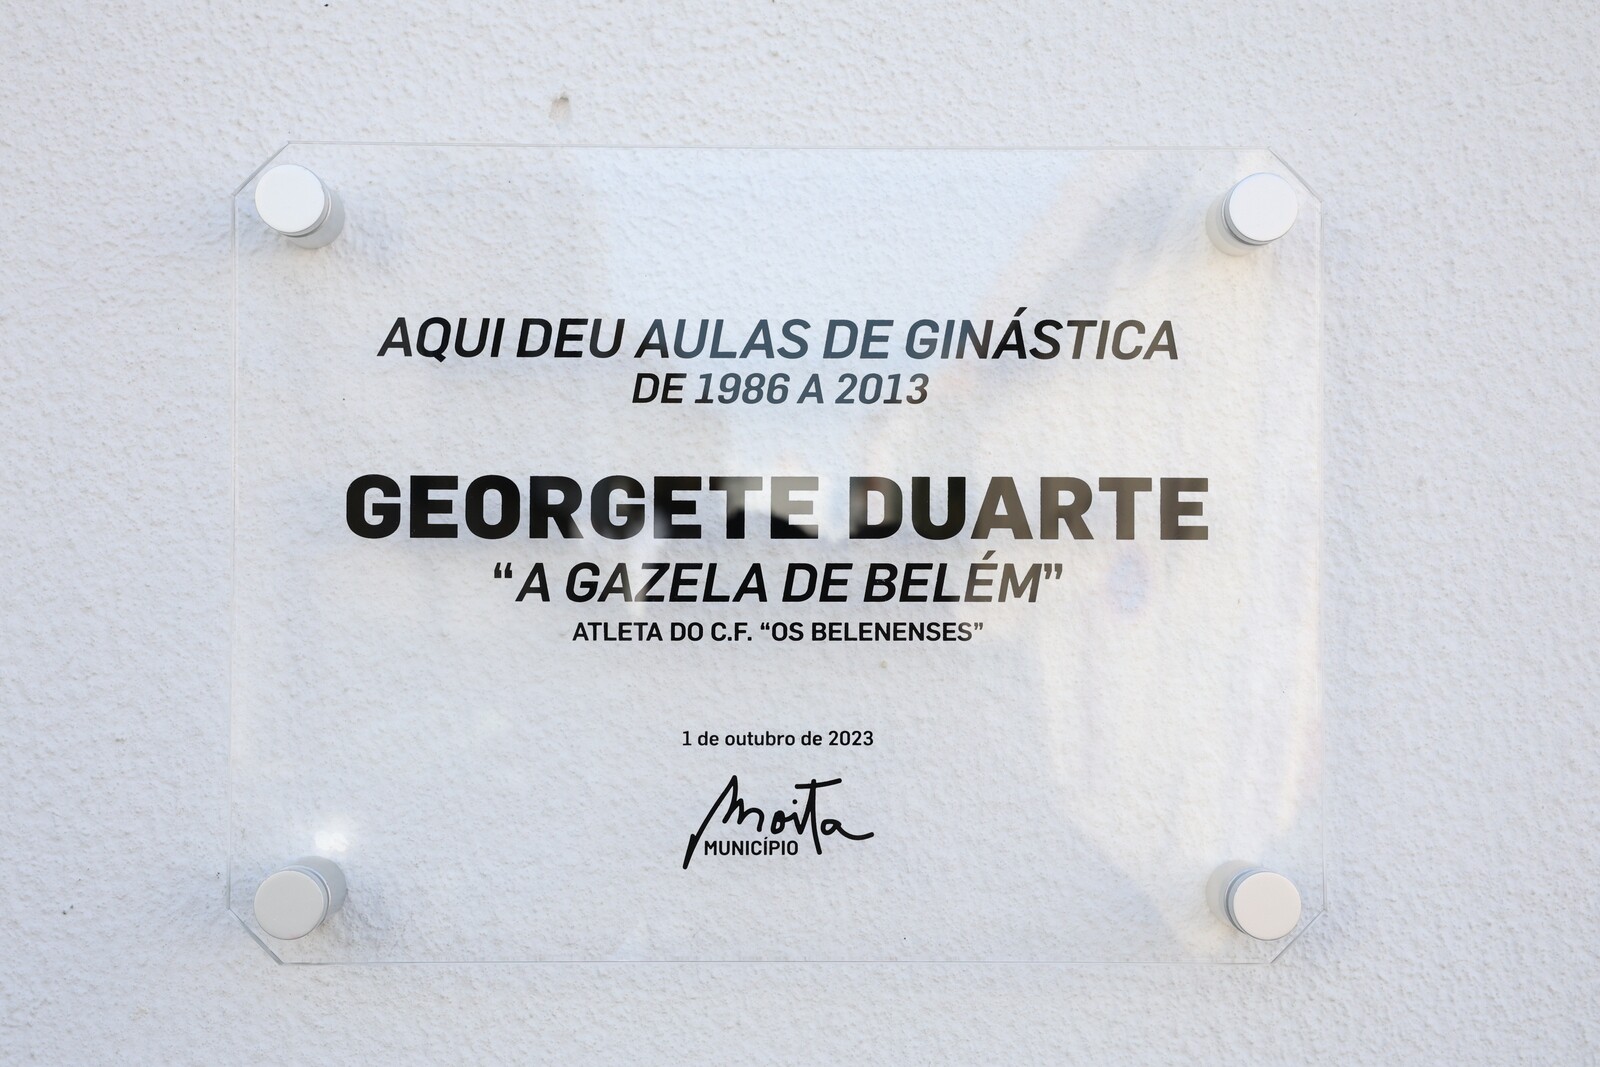 AQUI DEU AULAS DE GINÁSTICA
DE 1986 A 2013
GEORGETE DUARTE
“A GAZELA DE BELÉM”
ATLETA DO C.F. “OS BELENENSES”
1 de outubro de 2023
Moita
MUNICÍPIO